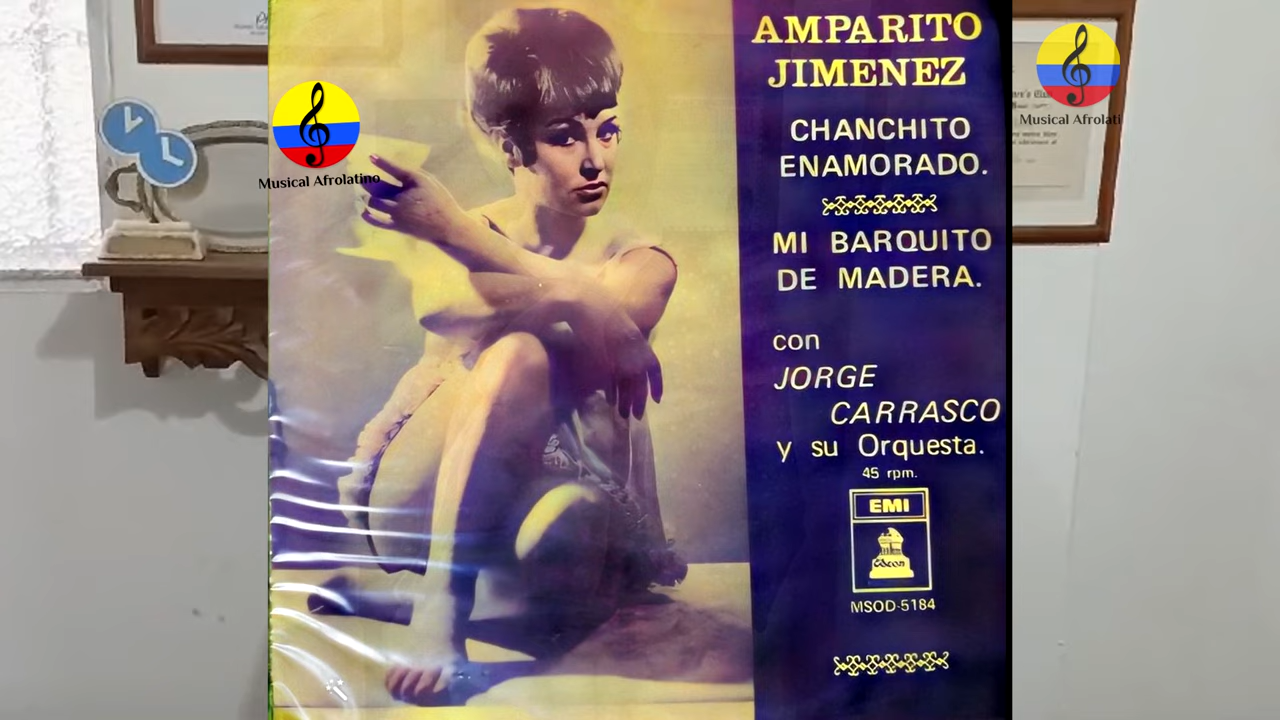 AMPARITO
JIMENEZ
CHANCHITO
ENAMORADO.
MI BARQUITO
DE MADERA.
con
JORGE
CARRASCO
y su Orquesta.
45 rpm.
EMI
Odeon
MSOD-5184
Musical Afrolatino
Musical Afrolati